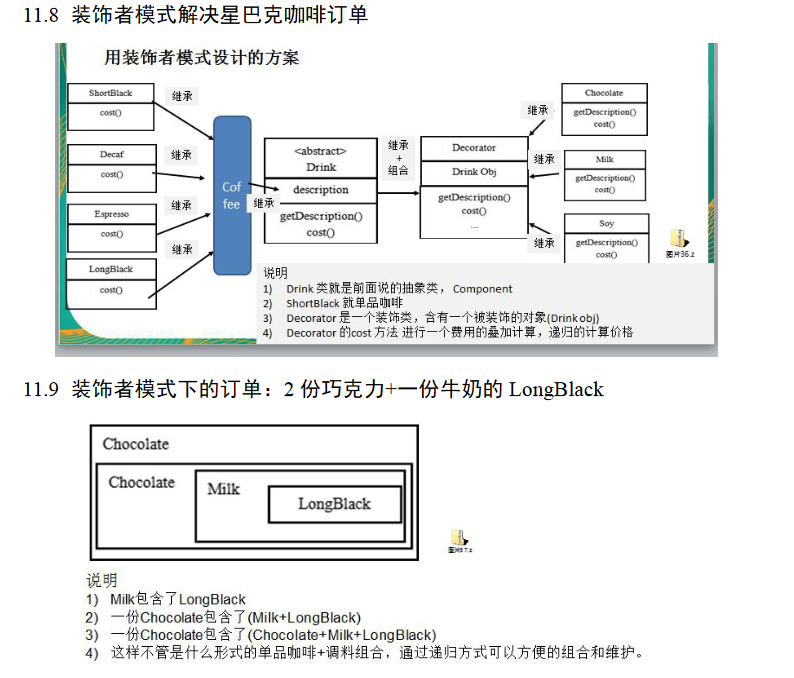 11.8 装饰者模式解决星巴克咖啡订单
用装饰者模式设计的方案
ShortBlack
cost()
继承
Decaf
cost()
继承
Espresso
cost()
继承
LongBlack
cost()
继承
Cof
fee
继承
<abstract>
Drink
description
getDescription()
cost()
继承
+
组合
Decorator
Drink Obj
getDescription()
cost()
...
继承
Chocolate
getDescription()
cost()
继承
Milk
getDescription()
cost()
继承
Soy
getDescription()
cost()
图片36.z
说明
1) Drink 类就是前面说的抽象类， Component
2) ShortBlack 就单品咖啡
3) Decorator 是一个装饰类，含有一个被装饰的对象(Drink obj)
4) Decorator 的cost 方法 进行一个费用的叠加计算，递归的计算价格
11.9 装饰者模式下的订单：2 份巧克力+一份牛奶的 LongBlack
Chocolate
Chocolate
Milk
LongBlack
说明
1) Milk包含了LongBlack
2) 一份Chocolate包含了(Milk+LongBlack)
3) 一份Chocolate包含了(Chocolate+Milk+LongBlack)
4) 这样不管是什么形式的单品咖啡+调料组合，通过递归方式可以方便的组合和维护。